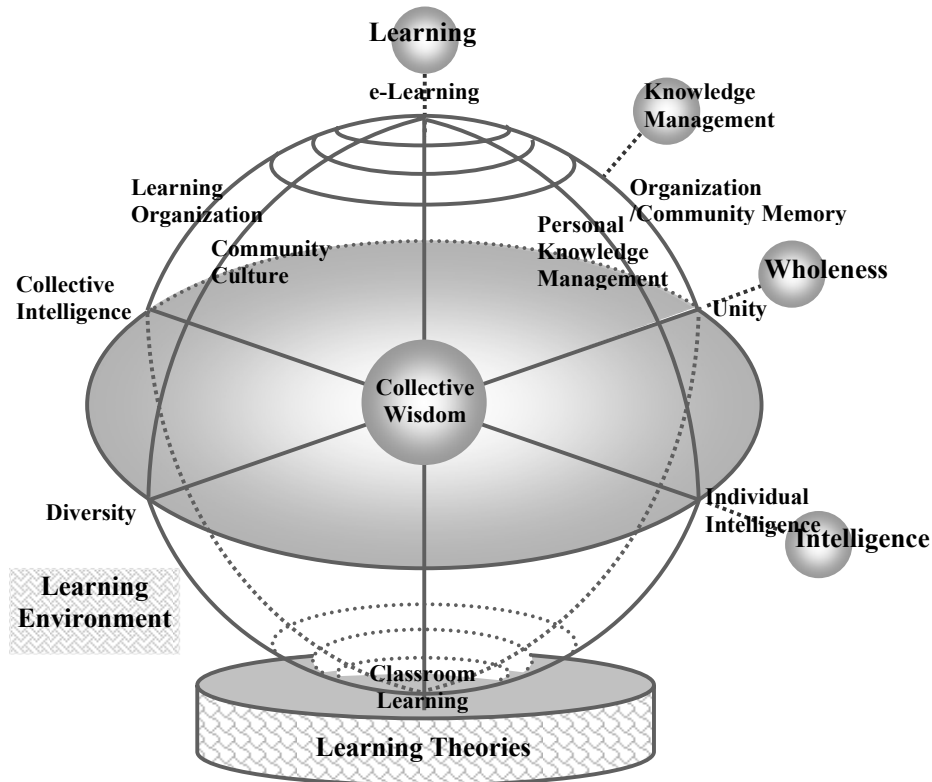 Learning
e-Learning
Knowledge
Management
Learning
Organization
Organization
/Community Memory
Community
Culture
Personal
Knowledge
Management
Wholeness
Collective
Intelligence
Unity
Collective
Wisdom
Diversity
Individual
Intelligence
Intelligence
Learning
Environment
Classroom
Learning
Learning Theories